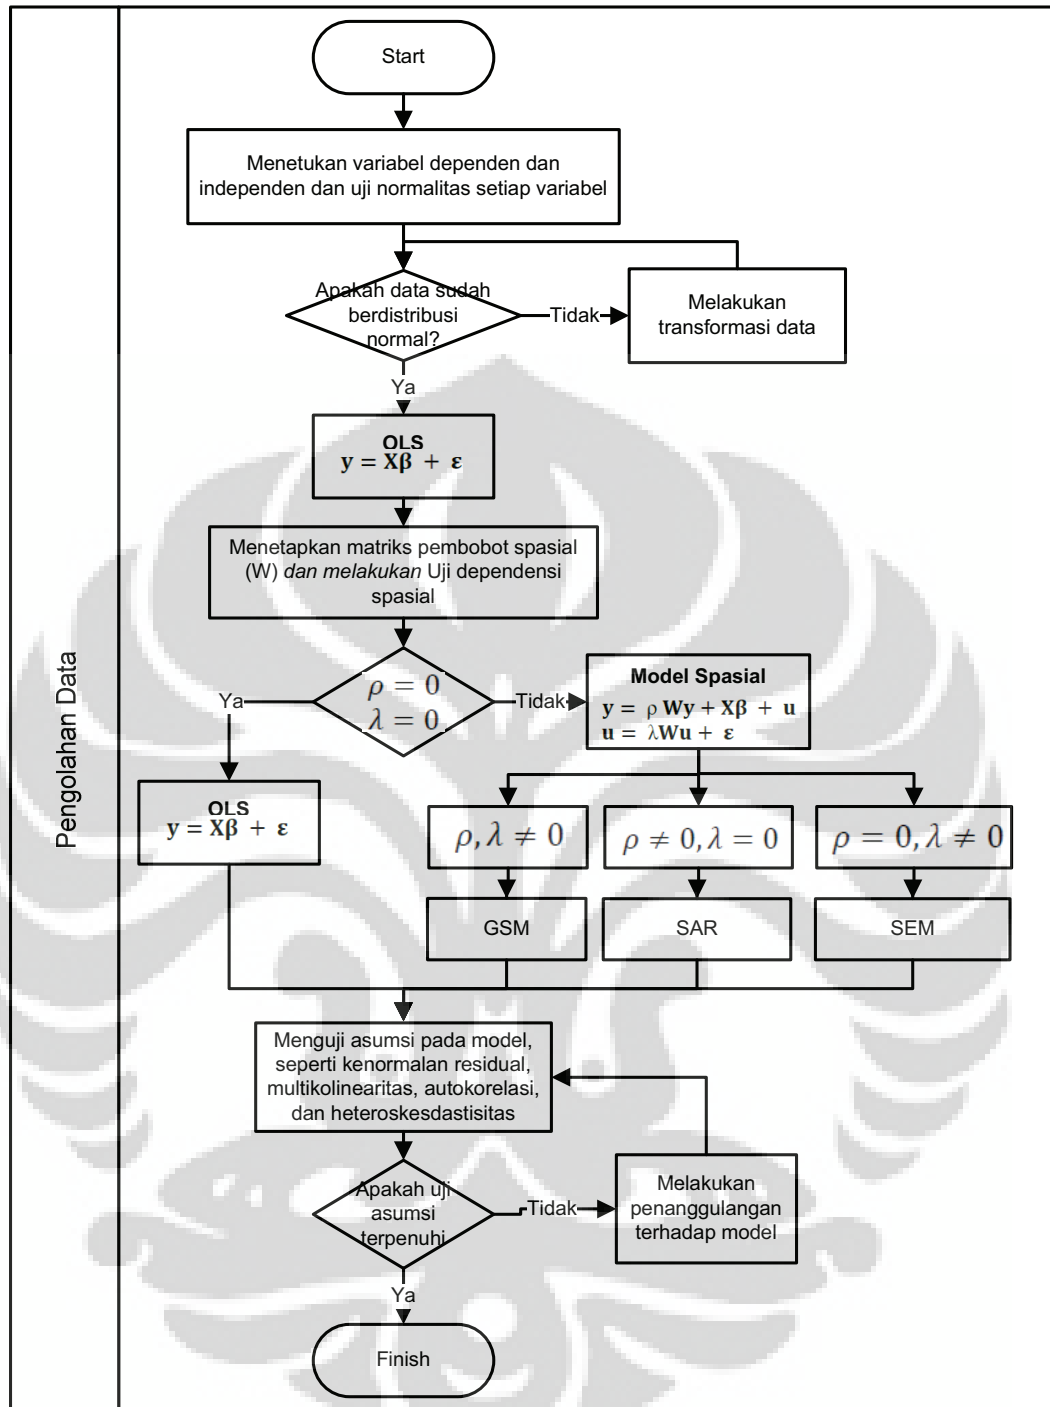 Pengolahan Data
Start
Menetukan variabel dependen dan
independen dan uji normalitas setiap variabel
Apakah data sudah
berdistribusi
normal?
Tidak
Melakukan
transformasi data
Ya
OLS
y = Xβ + ε
Menetapkan matriks pembobot spasial
(W) dan melakukan Uji dependensi
spasial
ρ = 0
λ = 0
Ya
Tidak
Model Spasial
y = ρ Wy + Xβ + u
u = λWu + ε
OLS
y = Xβ + ε
ρ, λ ≠ 0
ρ ≠ 0, λ = 0
ρ = 0, λ ≠ 0
GSM
SAR
SEM
Menguji asumsi pada model,
seperti kenormalan residual,
multikolinearitas, autokorelasi,
dan heteroskesdastisitas
Apakah uji
asumsi
terpenuhi
Tidak
Melakukan
penanggulangan
terhadap model
Ya
Finish